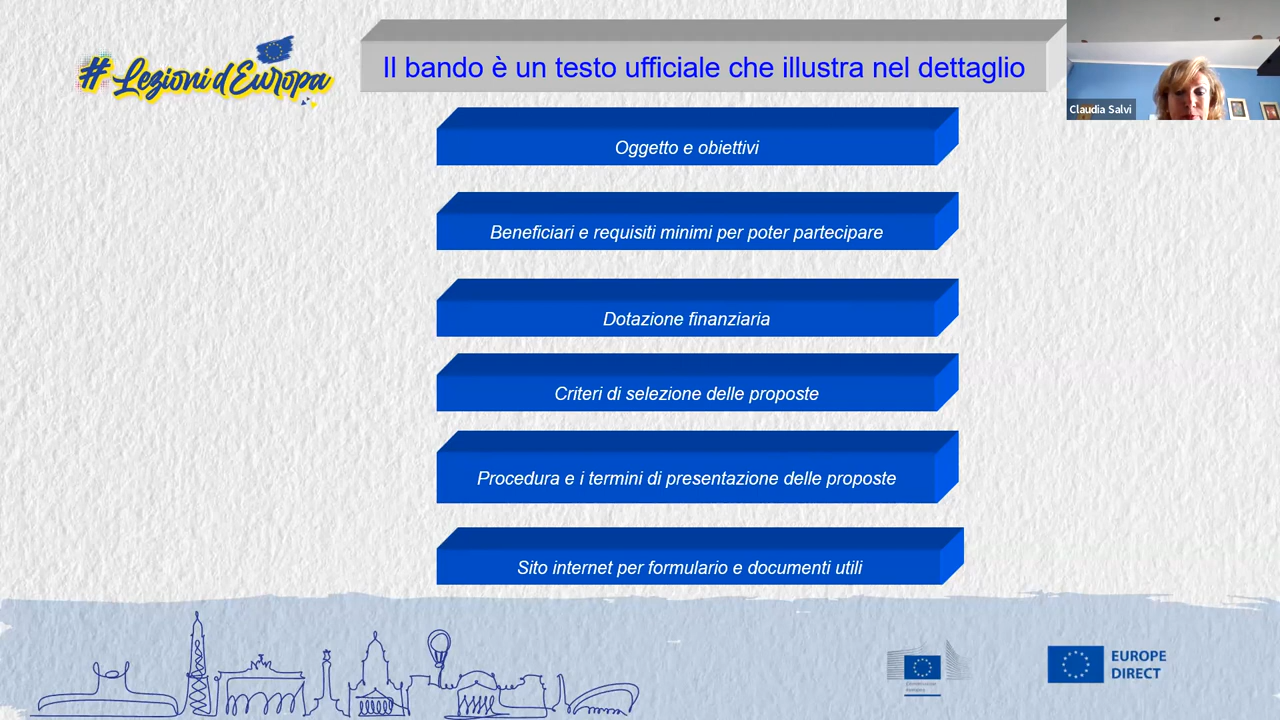 #Lezioni d'Europa
Il bando è un testo ufficiale che illustra nel dettaglio
Claudia Salvi
Oggetto e obiettivi
Beneficiari e requisiti minimi per poter partecipare
Dotazione finanziaria
Criteri di selezione delle proposte
Procedura e i termini di presentazione delle proposte
Sito internet per formulario e documenti utili
Commissione
europea
EUROPE
DIRECT